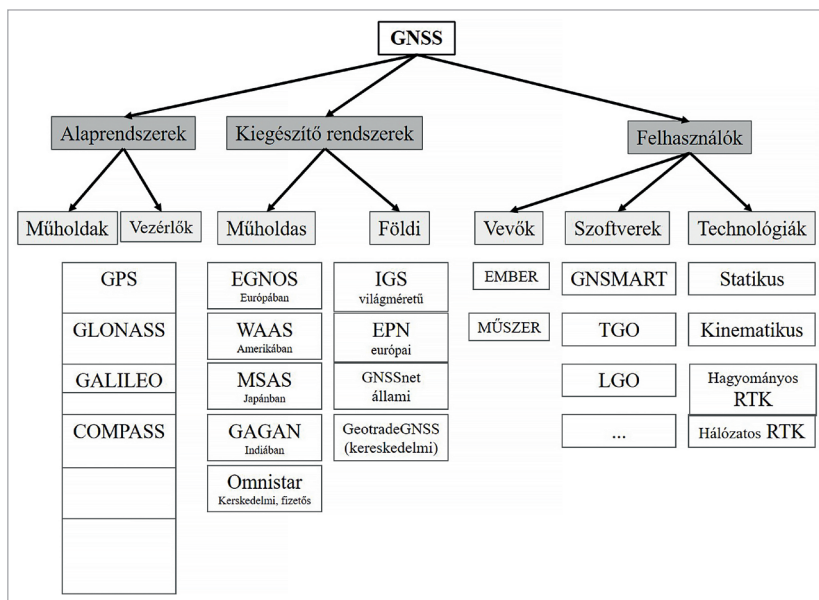 GNSS
Alaprendszerek
Kiegészítő rendszerek
Felhasználók
Műholdak
Vezérlők
Műholdas
Földi
Vevők
Szoftverek
Technológiák
GPS
GLONASS
GALILEO
COMPASS
EGNOS
Európában
WAAS
Amerikában
MSAS
Japánban
GAGAN
Indiában
Omnistar
Kerskedelmi, fizetős
IGS
világméretű
EPN
európai
GNSSnet
állami
GeotradeGNSS
(kereskedelmi)
EMBER
MŰSZER
GNSMART
TGO
LGO
...
Statikus
Kinematikus
Hagyományos
RTK
Hálózatos RTK